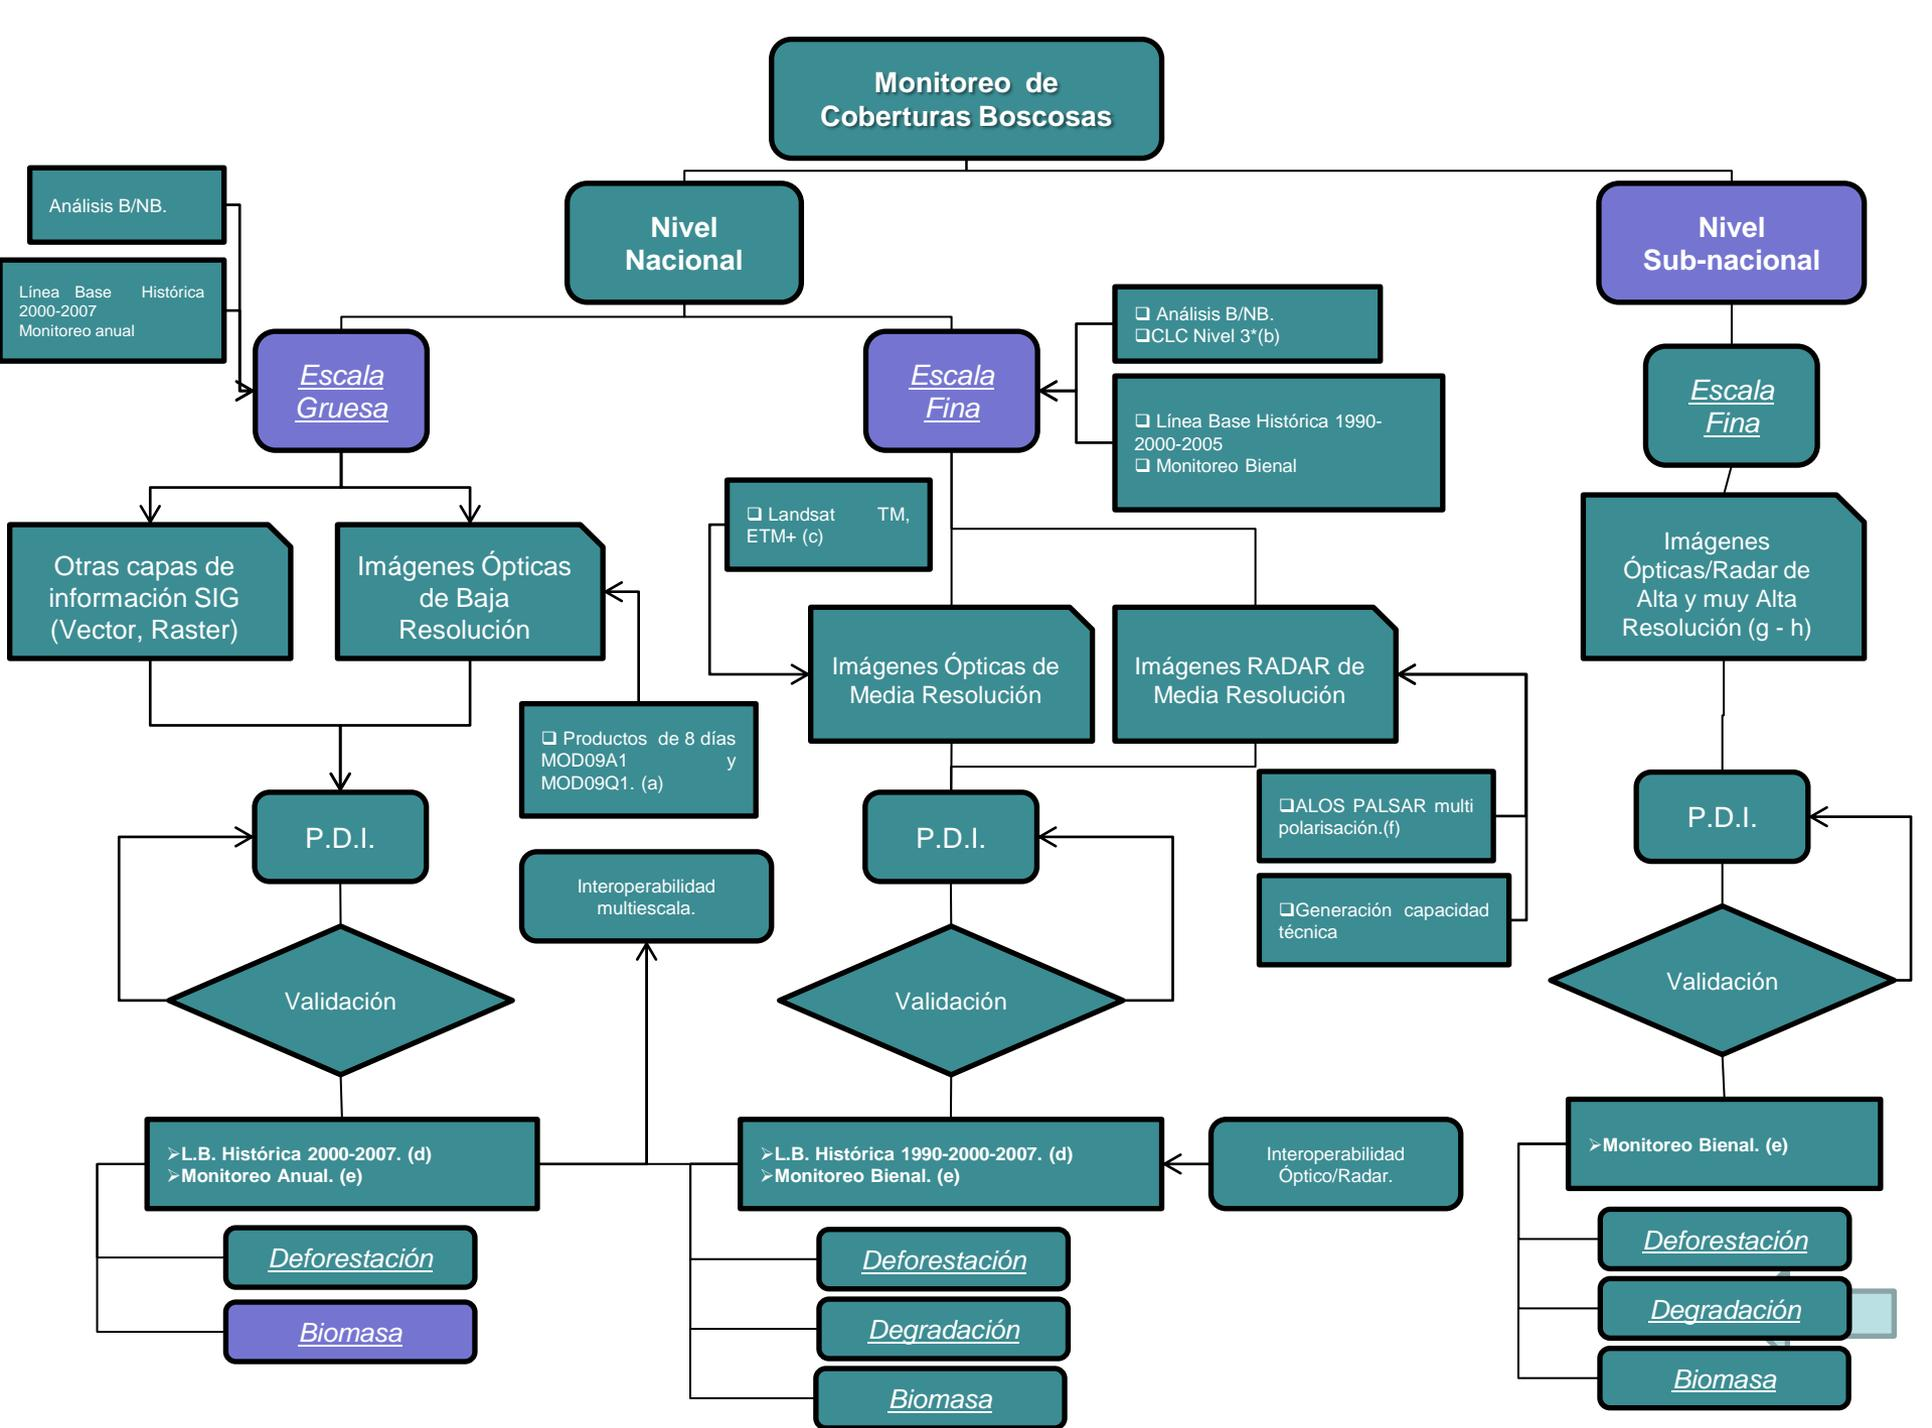 Monitoreo de
Coberturas Boscosas
Análisis B/NB.
Nivel
Nacional
Nivel
Sub-nacional
Línea Base Histórica
2000-2007
Monitoreo anual
❑ Análisis B/NB.
❑CLC Nivel 3*(b)
Escala
Gruesa
Escala
Fina
❑ Línea Base Histórica 1990-
2000-2005
❑ Monitoreo Bienal
Escala
Fina
❑ Landsat TM,
ETM+ (c)
Otras capas de
información SIG
(Vector, Raster)
Imágenes Ópticas
de Baja
Resolución
Imágenes
Ópticas/Radar de
Alta y muy Alta
Resolución (g - h)
Imágenes Ópticas de
Media Resolución
Imágenes RADAR de
Media Resolución
❑ Productos de 8 días
MOD09A1 y
MOD09Q1. (a)
❑ALOS PALSAR multi
polarisación.(f)
P.D.I.
P.D.I.
P.D.I.
Interoperabilidad
multiescala.
❑Generación capacidad
técnica
Validación
Validación
Validación
➢L.B. Histórica 2000-2007. (d)
➢Monitoreo Anual. (e)
➢L.B. Histórica 1990-2000-2007. (d)
➢Monitoreo Bienal. (e)
Interoperabilidad
Óptico/Radar.
➢Monitoreo Bienal. (e)
Deforestación
Biomasa
Deforestación
Degradación
Biomasa
Deforestación
Degradación
Biomasa